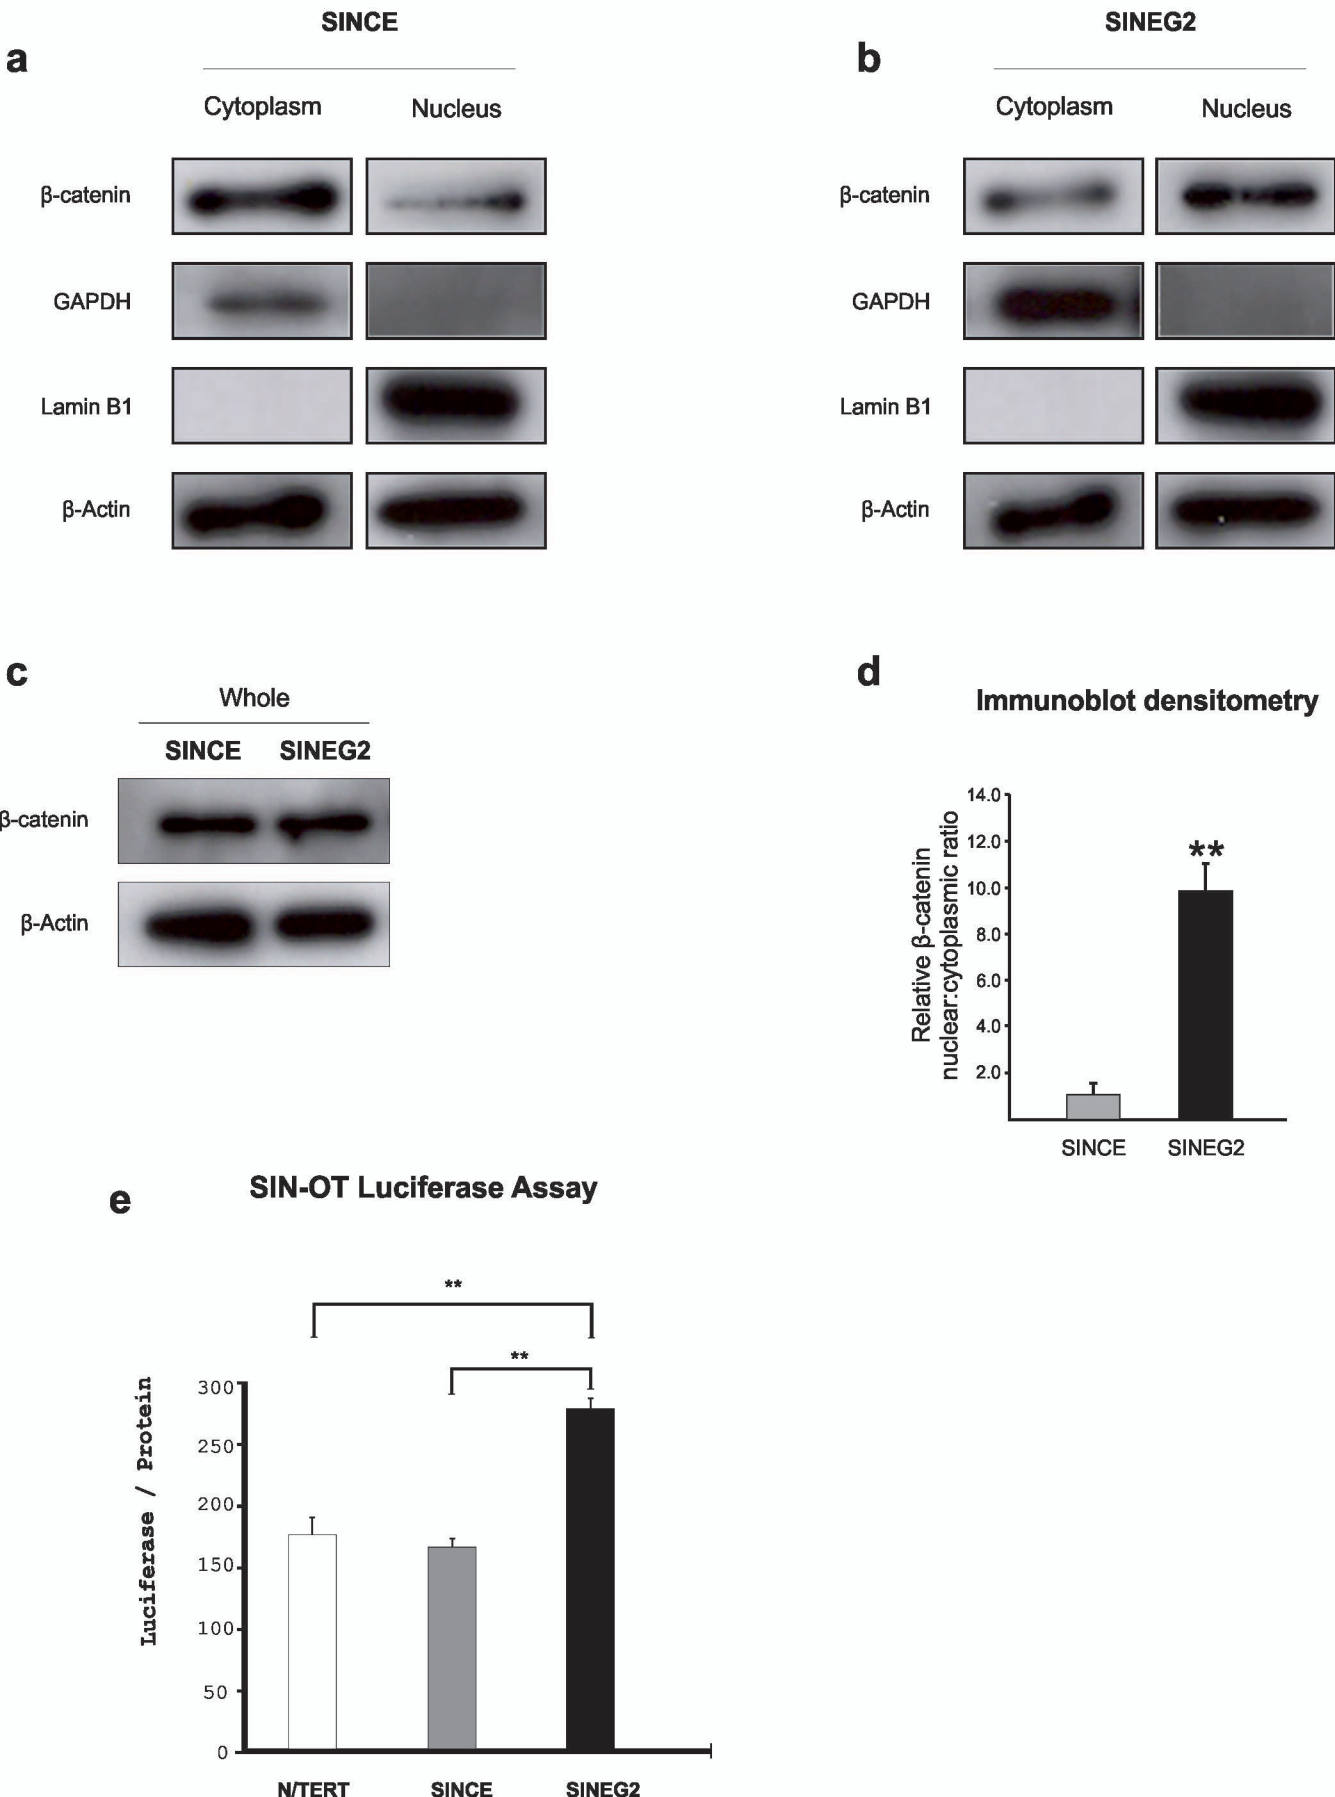 SINCE
a
Cytoplasm Nucleus
β-catenin
GAPDH
Lamin B1
β-Actin
SINEG2
b
Cytoplasm Nucleus
β-catenin
GAPDH
Lamin B1
β-Actin
c
Whole
SINCE SINEG2
β-catenin
β-Actin
d
Immunoblot densitometry
Relative β-catenin
nuclear:cytoplasmic ratio
14.0
12.0
10.0
8.0
6.0
4.0
2.0
**
SINCE SINEG2
e
SIN-OT Luciferase Assay
**
**
Luciferase / Protein
300
250
200
150
100
50
0
N/TERT SINCE SINEG2